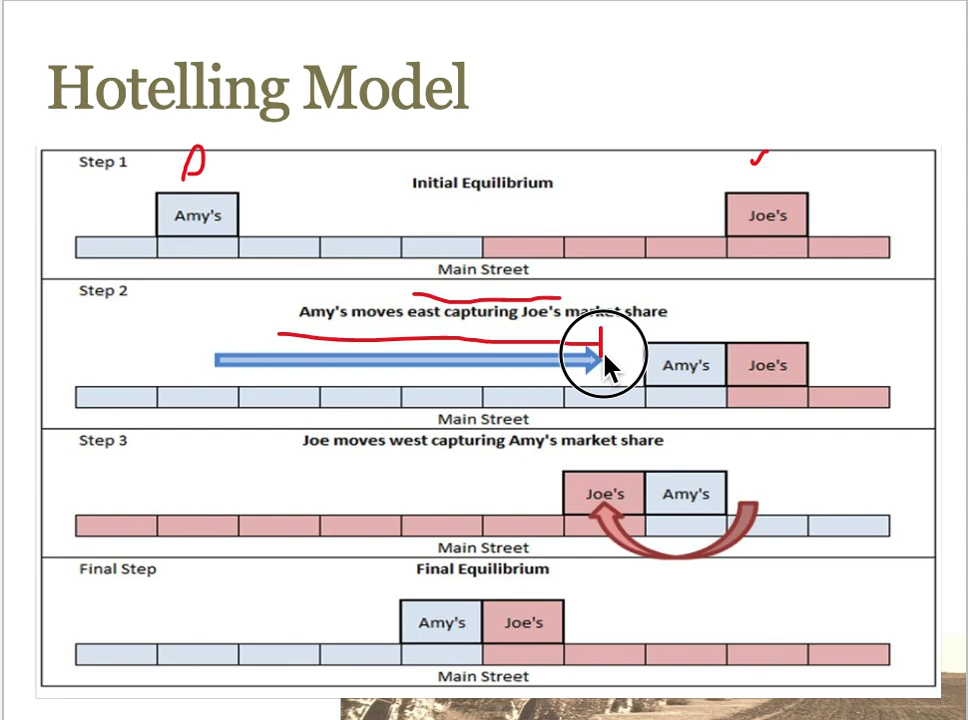 Hotelling Model
Step 1
Initial Equilibrium
Amy's
Joe's
Main Street
Step 2
Amy's moves east capturing Joe's market share
Amy's
Joe's
Main Street
Step 3
Joe moves west capturing Amy's market share
Joe's
Amy's
Main Street
Final Step
Final Equilibrium
Amy's
Joe's
Main Street